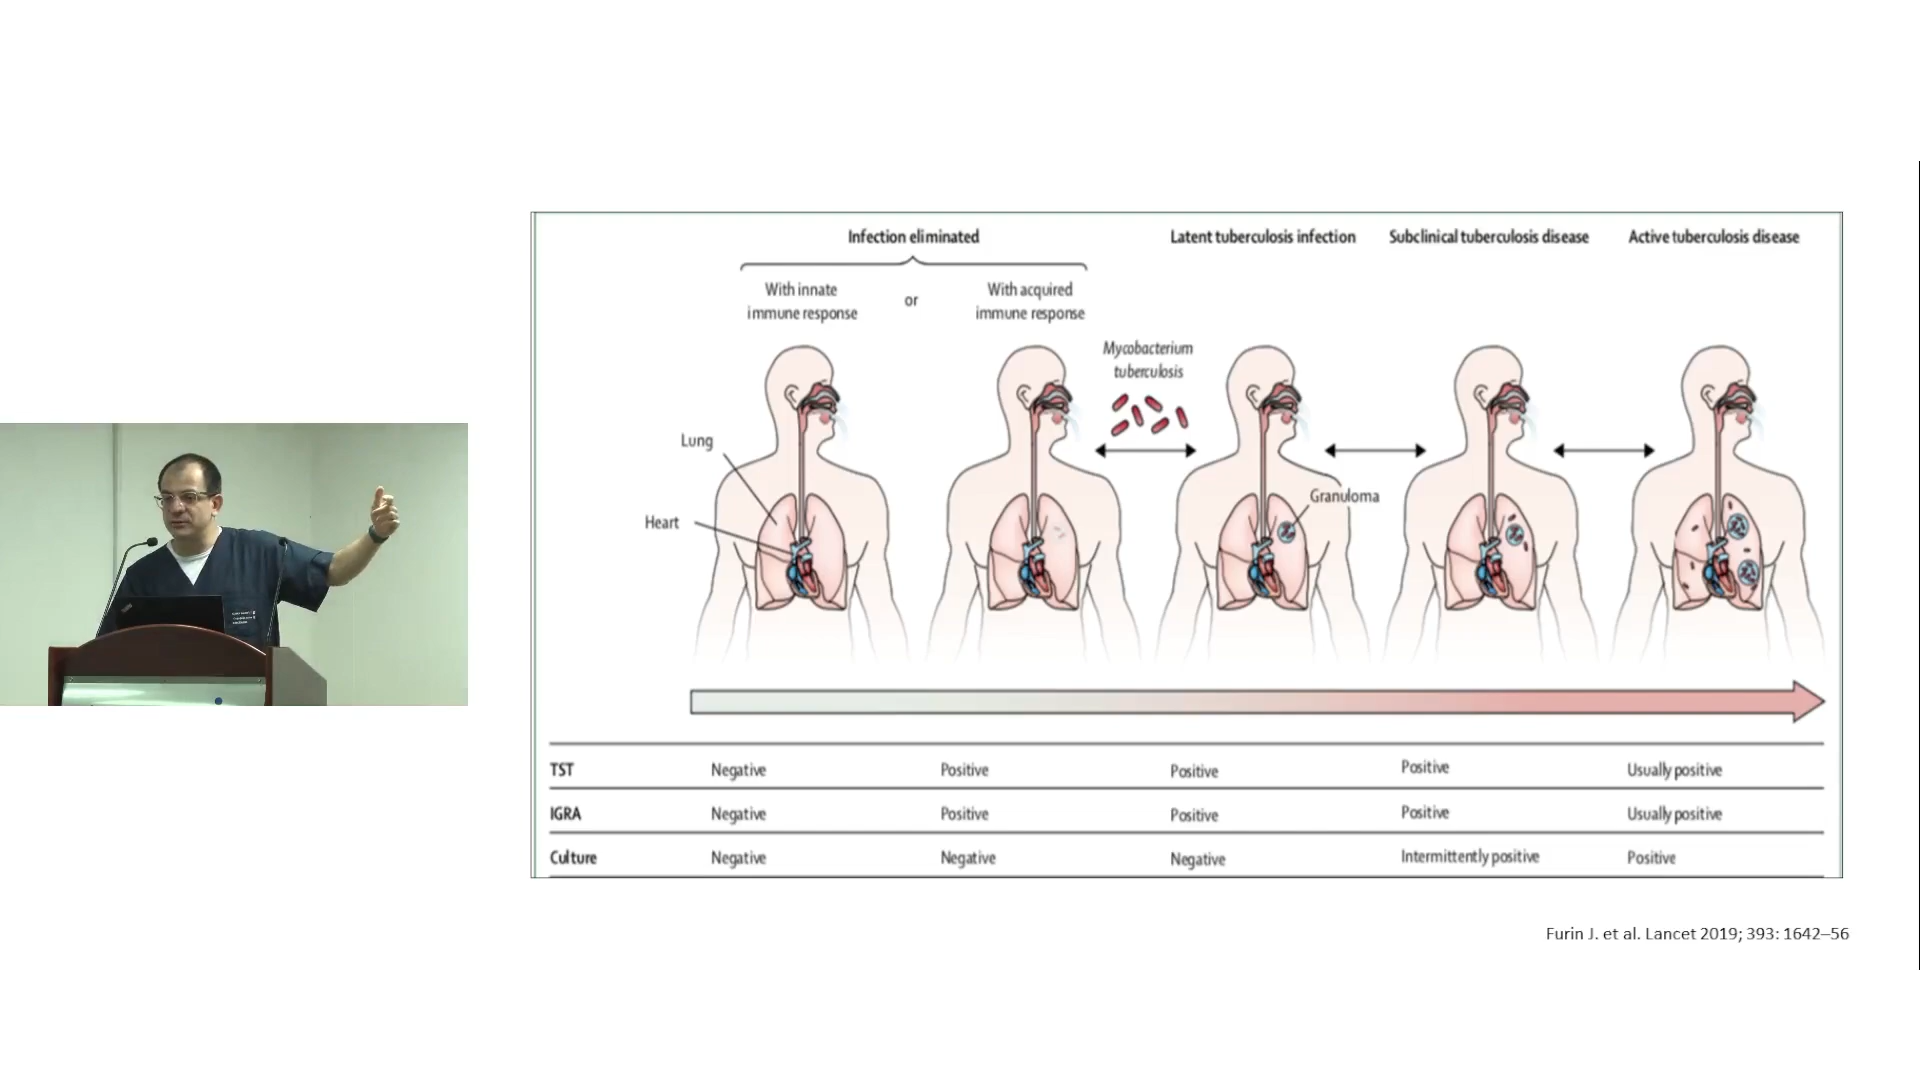 Infection eliminated
Latent tuberculosis infection
Subclinical tuberculosis disease
Active tuberculosis disease
With innate
immune response
or
With acquired
immune response
Mycobacterium
tuberculosis
Lung
Heart
Granuloma
TST Negative Positive Positive Positive Usually positive
IGRA Negative Positive Positive Positive Usually positive
Culture Negative Negative Negative Intermittently positive Positive
Furin J. et al. Lancet 2019; 393: 1642–56